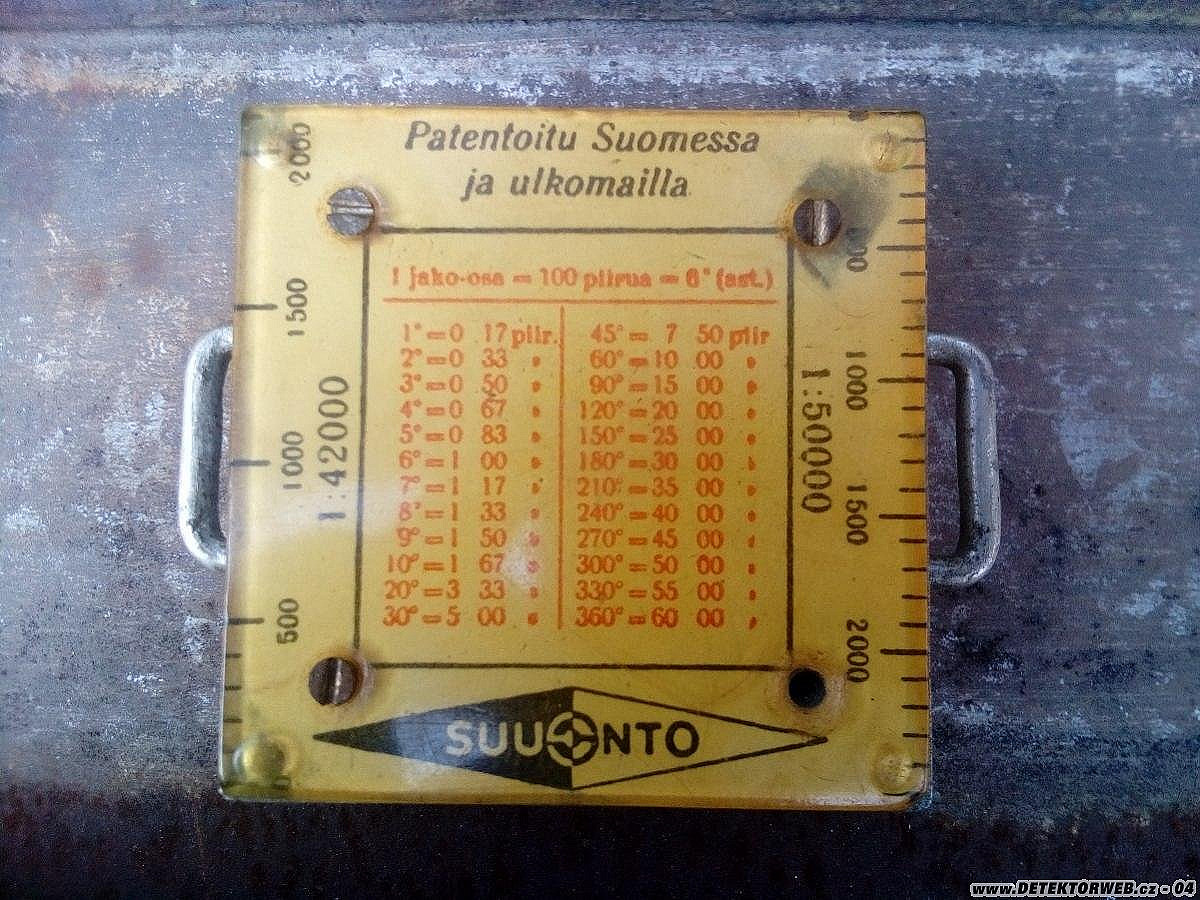 Patentoitu Suomessa
ja ulkomailla
1 jako-osa = 100 piirua = 6° (ast.)
1° = 0 17 piir.
2° = 0 33 "
3° = 0 50 "
4° = 0 67 "
5° = 0 83 "
6° = 1 00 "
7° = 1 17 "
8° = 1 33 "
9° = 1 50 "
10° = 1 67 "
20° = 3 33 "
30° = 5 00 "
45° = 7 50 piir
60° = 10 00 "
90° = 15 00 "
120° = 20 00 "
150° = 25 00 "
180° = 30 00 "
210° = 35 00 "
240° = 40 00 "
270° = 45 00 "
300° = 50 00 "
330° = 55 00 "
360° = 60 00 "
2000
1500
1000
500
1:42000
1:50000
1000
1500
2000
SUUNTO
www.DETEKTORWEB.cz - 04